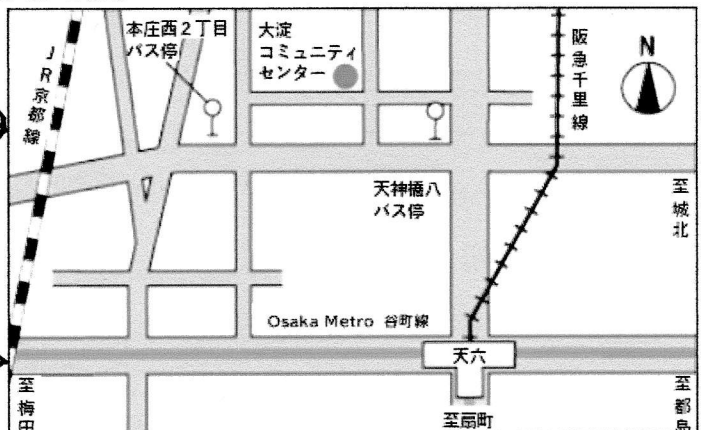 JR京都線
本庄西2丁目
バス停
大淀
コミュニティ
センター
阪急千里線
N
天神橋八
バス停
至城北
Osaka Metro 谷町線
天六
至梅田
至扇町
至都島